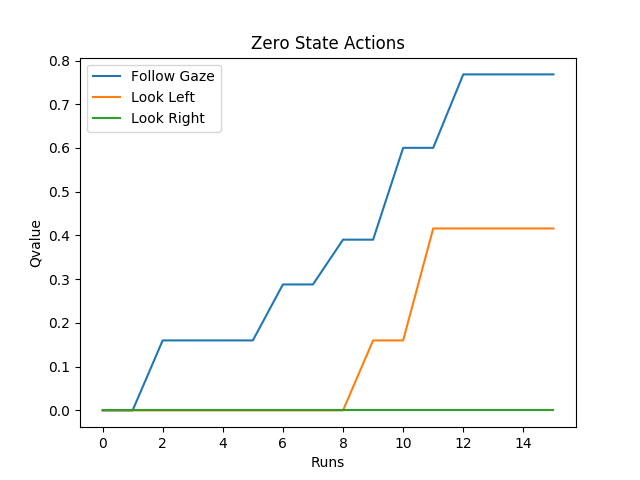 Zero State Actions
Follow Gaze
Look Left
Look Right
0.8
0.7
0.6
0.5
0.4
0.3
0.2
0.1
0.0
Qvalue
0 2 4 6 8 10 12 14
Runs